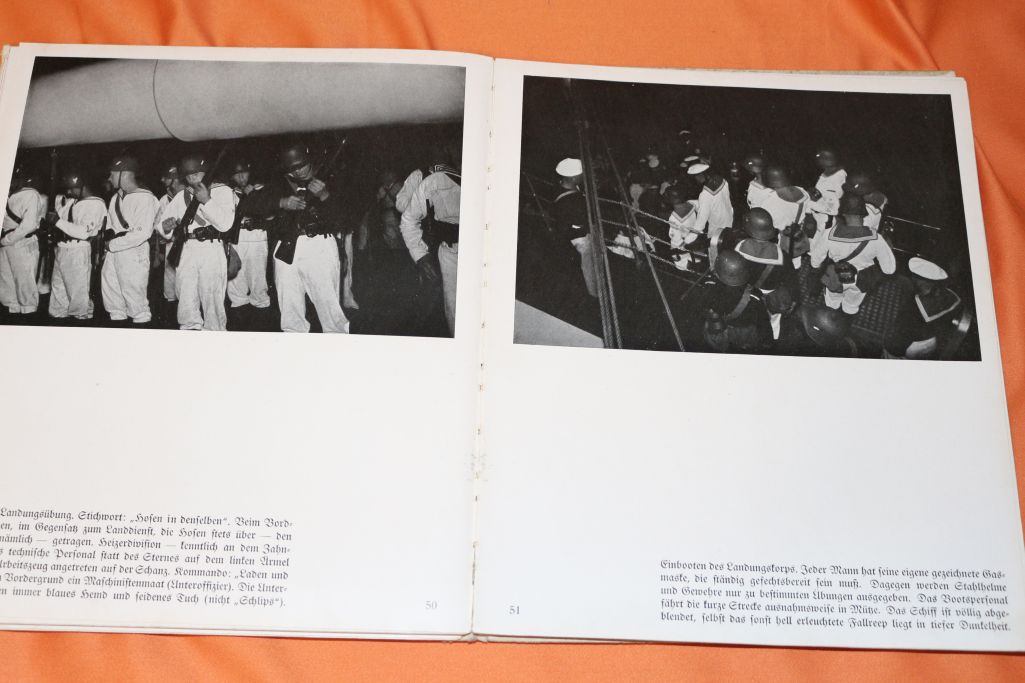 Landungsübung. Stichwort: „Hosen in denselben“. Beim Bord-
en, im Gegensatz zum Landdienst, die Hosen stets über — den
nämlich — getragen. Heizerdivision — kenntlich an dem Zahn-
s technische Personal statt des Sternes auf dem linken Ärmel
Arbeitszeug angetreten auf der Schanz. Kommando: „Laden und
Vordergrund ein Maschinistenmaat (Unteroffizier). Die Unter-
en immer blaues Hemd und seidenes Tuch (nicht „Schlips“).
50
51
Einbooten des Landungskorps. Jeder Mann hat seine eigene gezeichnete Gas-
maske, die ständig gefechtsbereit sein muß. Dagegen werden Stahlhelme
und Gewehre nur zu bestimmten Übungen ausgegeben. Das Bootspersonal
fährt die kurze Strecke ausnahmsweise in Mütze. Das Schiff ist völlig abge-
blendet, selbst das sonst hell erleuchtete Fallreep liegt in tiefer Dunkelheit.